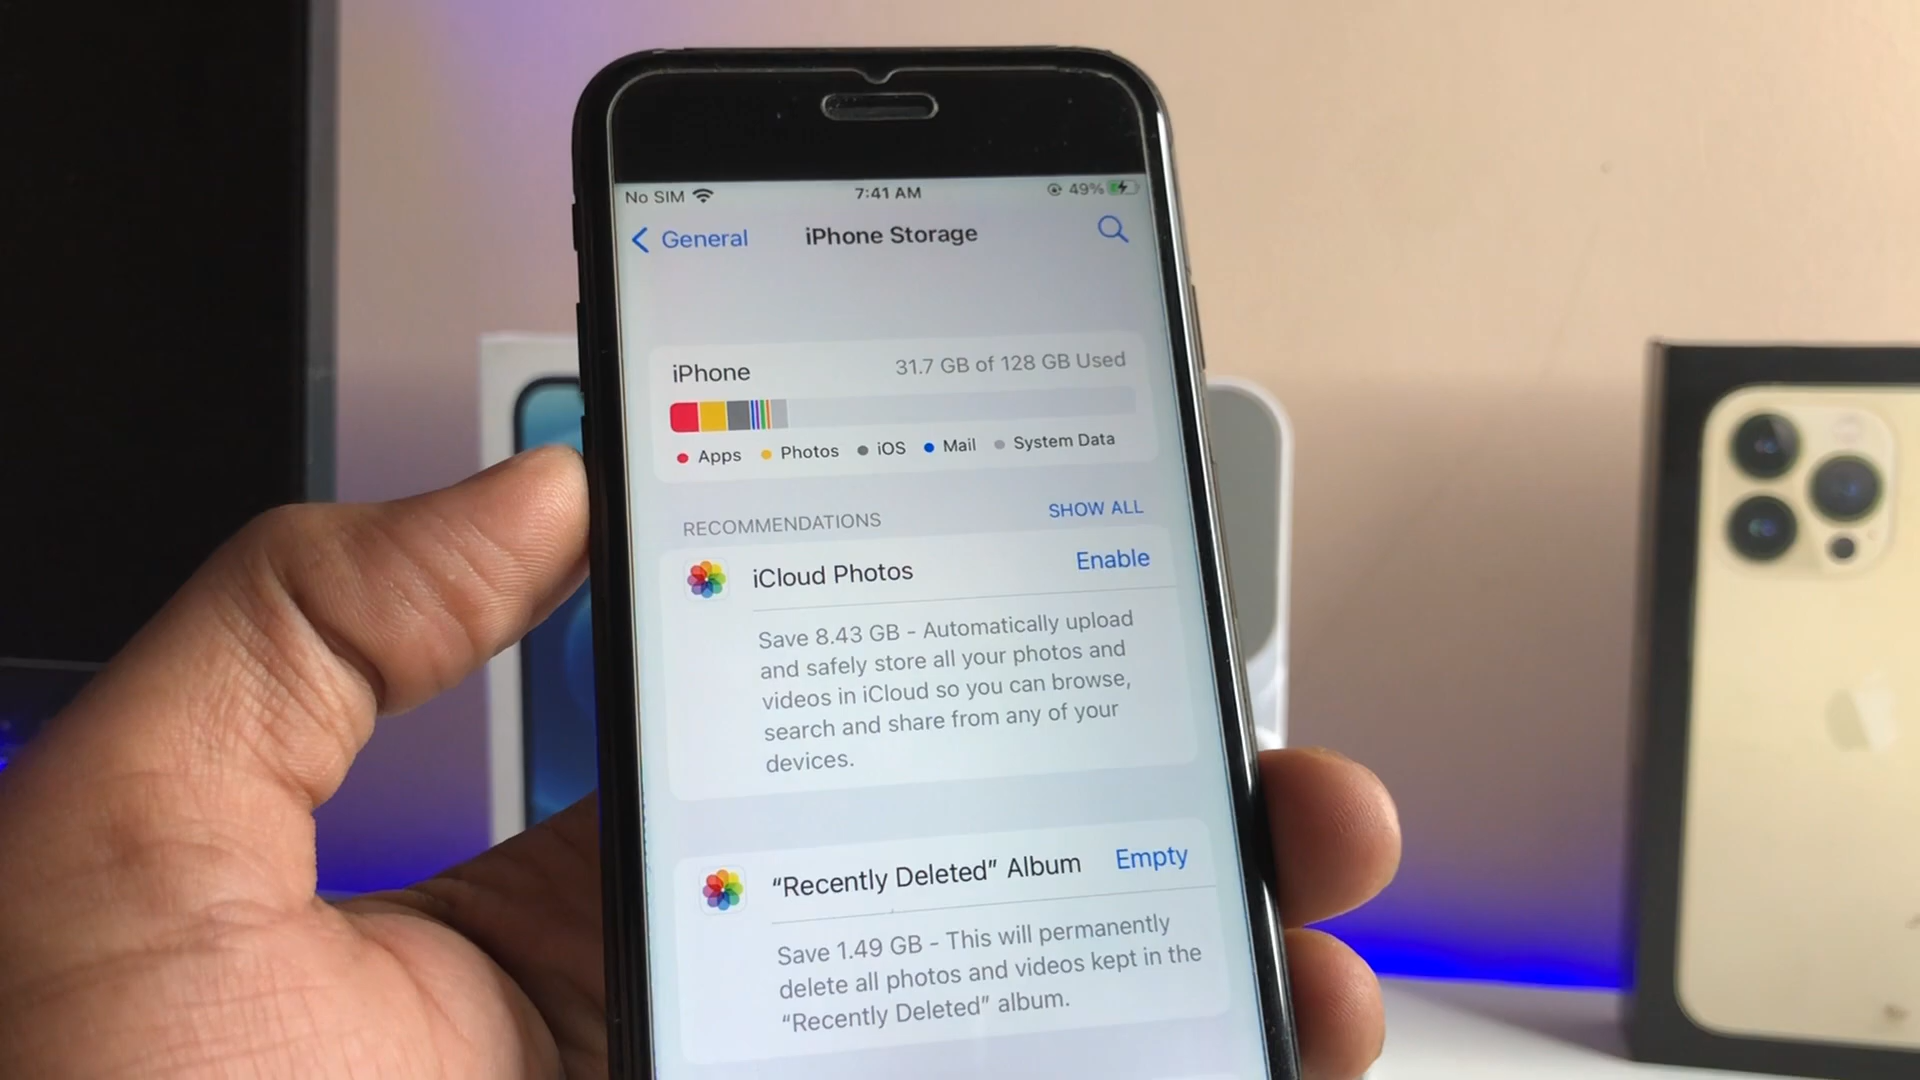 No SIM 7:41 AM 49%
General iPhone Storage
iPhone 31.7 GB of 128 GB Used
Apps Photos iOS Mail System Data
RECOMMENDATIONS SHOW ALL
iCloud Photos Enable
Save 8.43 GB – Automatically upload
and safely store all your photos and
videos in iCloud so you can browse,
search and share from any of your
devices.
“Recently Deleted” Album Empty
Save 1.49 GB – This will permanently
delete all photos and videos kept in the
“Recently Deleted” album.